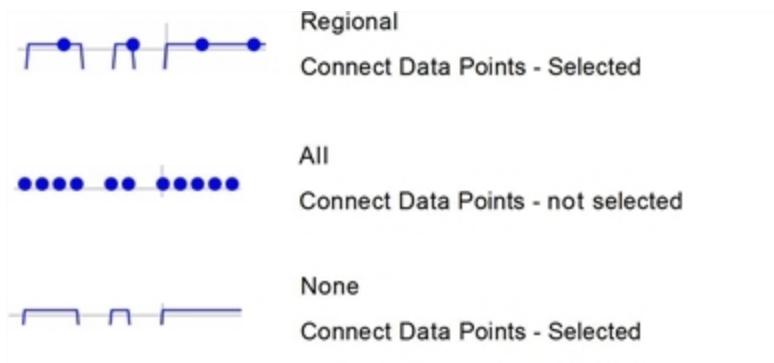 Regional
Connect Data Points - Selected
All
Connect Data Points - not selected
None
Connect Data Points - Selected